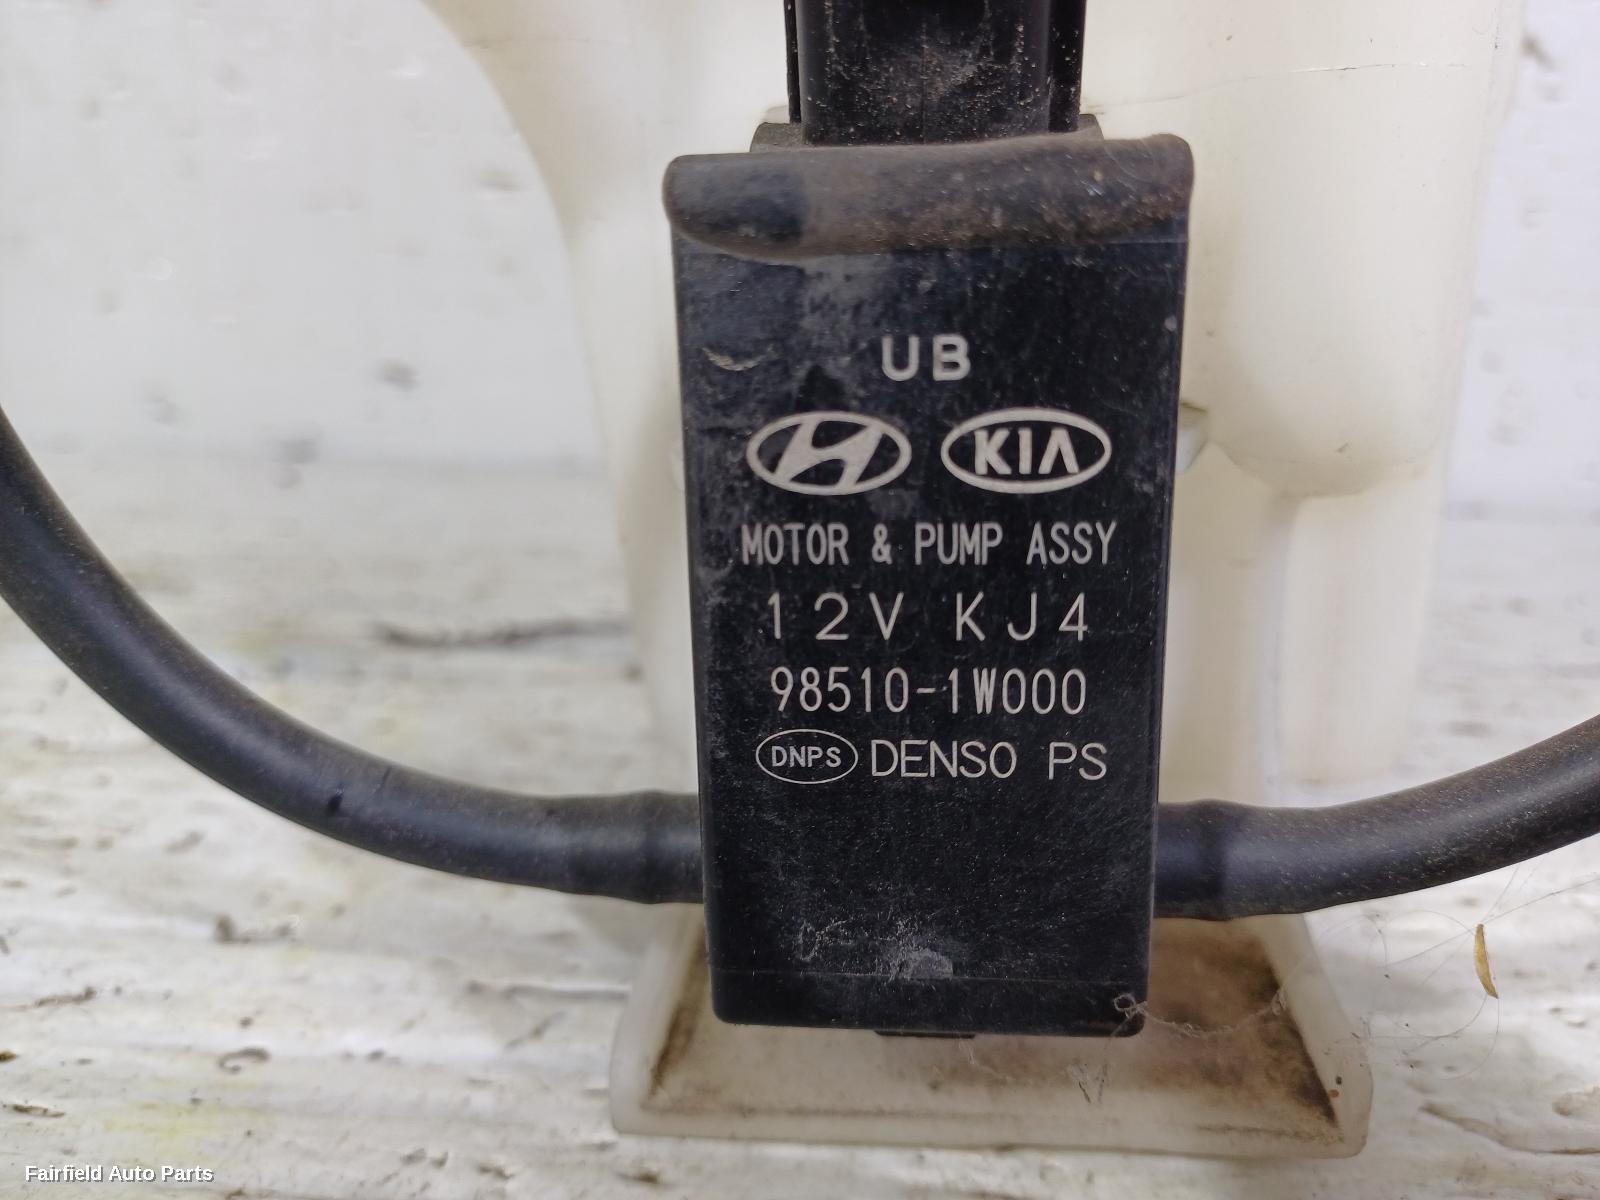 UB
KIA
MOTOR & PUMP ASSY
12V KJ4
98510-1W000
DNPS DENSO PS
Fairfield Auto Parts